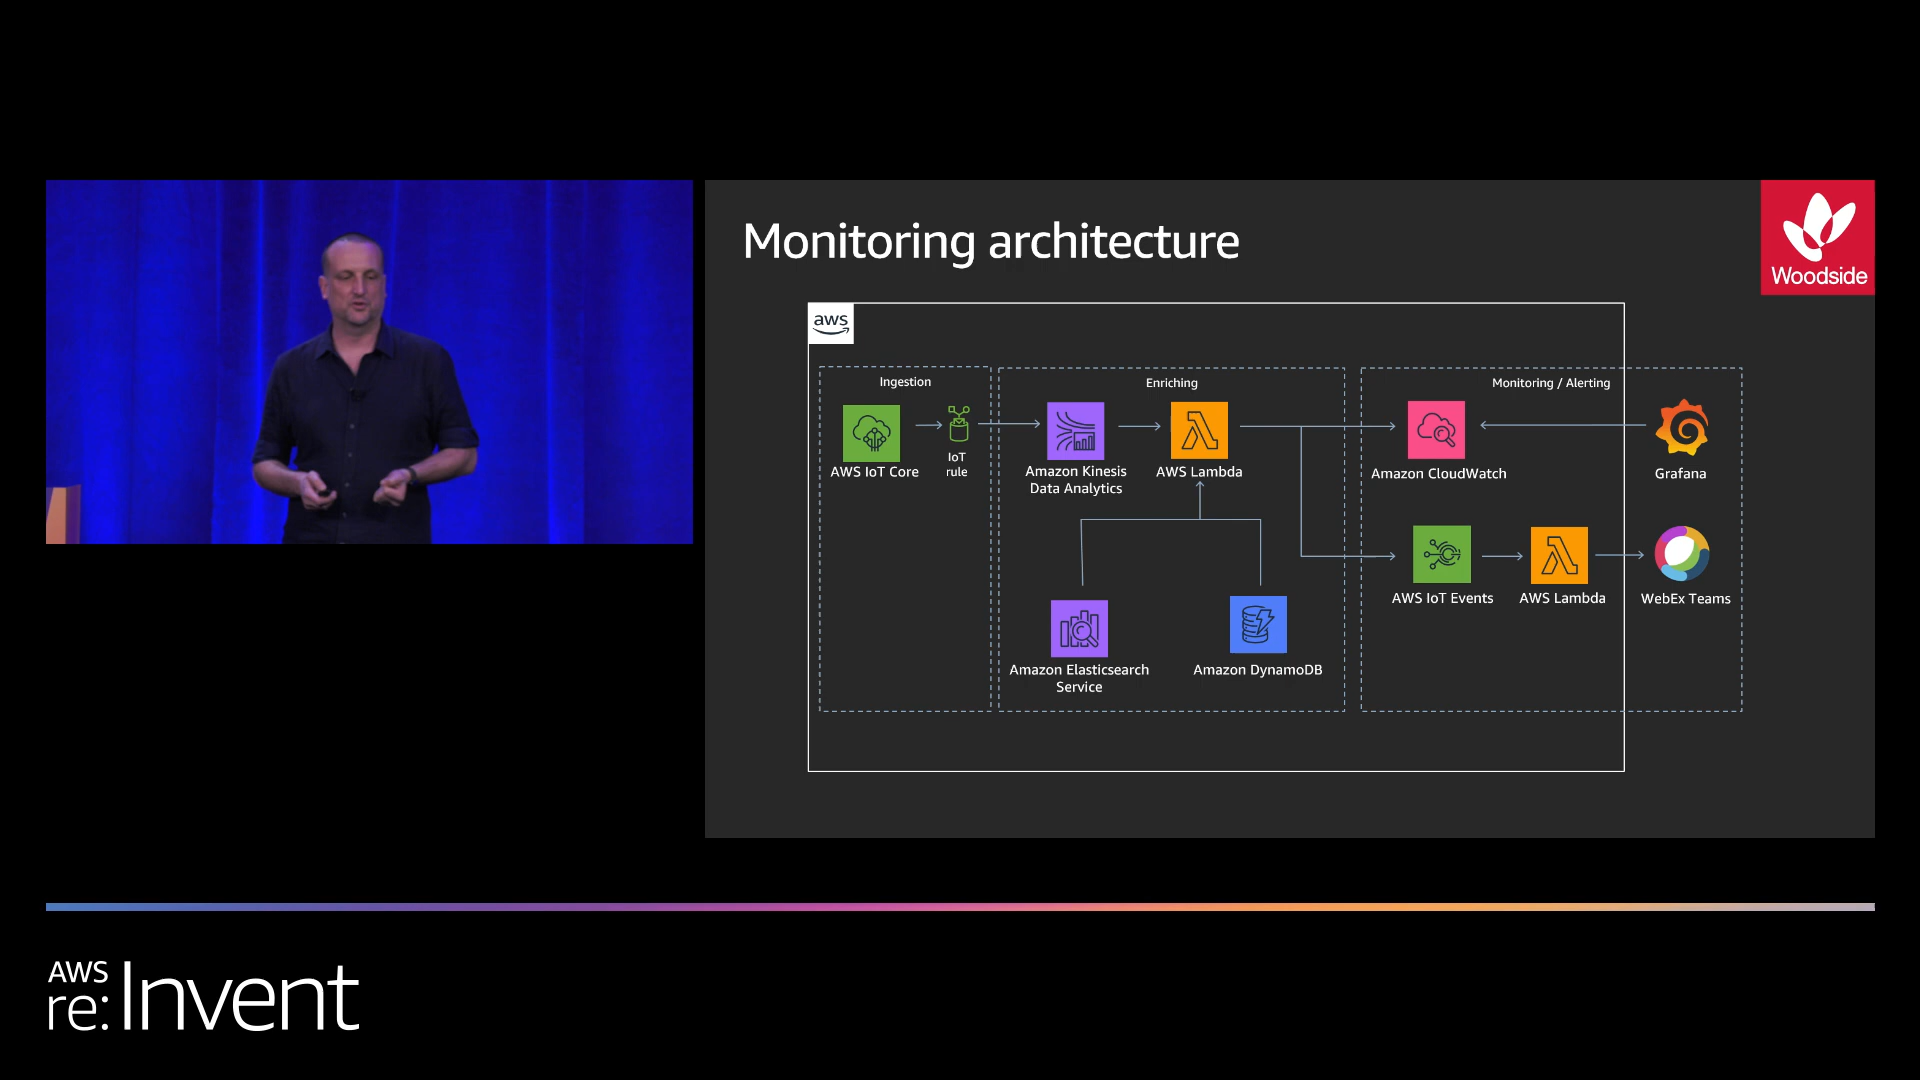 Monitoring architecture
Woodside
aws
Ingestion
Enriching
Monitoring / Alerting
AWS IoT Core
IoT
rule
Amazon Kinesis
Data Analytics
AWS Lambda
Amazon CloudWatch
Grafana
AWS IoT Events
AWS Lambda
WebEx Teams
Amazon Elasticsearch
Service
Amazon DynamoDB
AWS
re:Invent